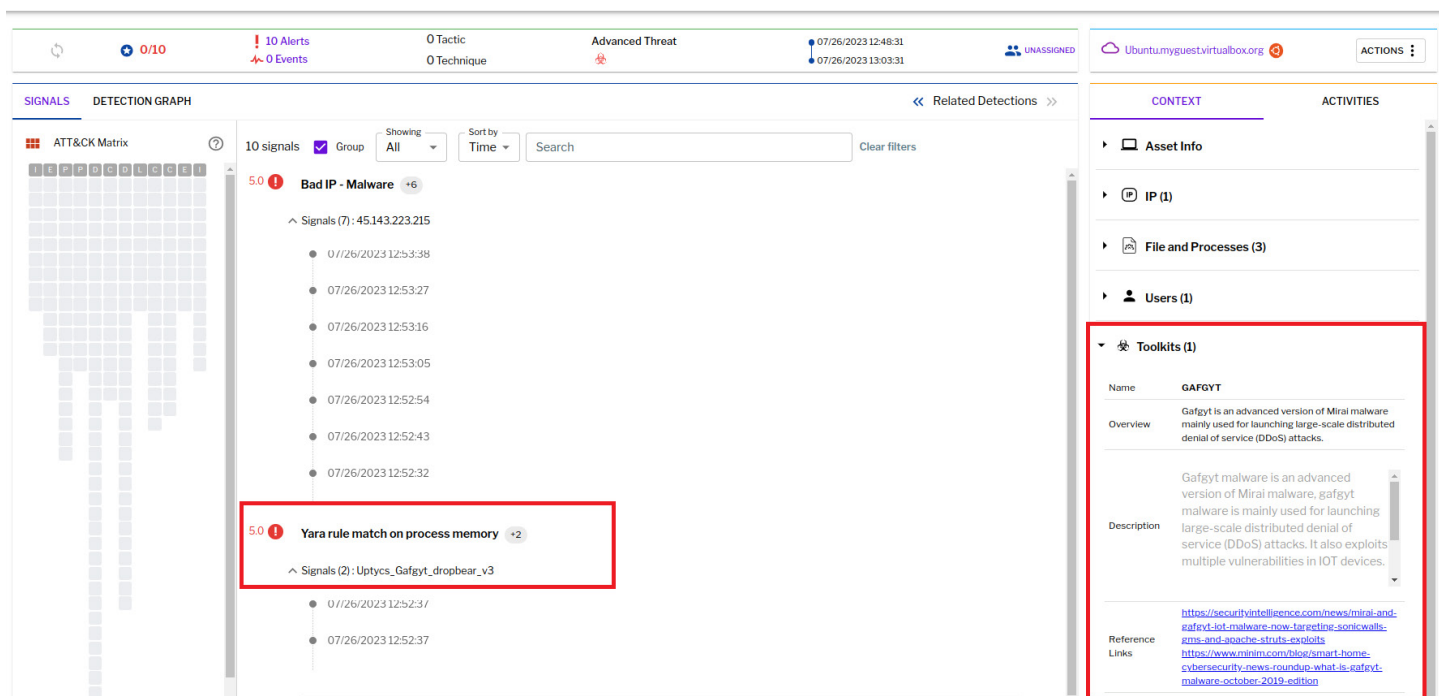 0/10
10 Alerts
0 Events
0 Tactic
0 Technique
Advanced Threat
07/26/2023 12:48:31
07/26/2023 13:03:31
UNASSIGNED
Ubuntu.myguest.virtualbox.org
ACTIONS
SIGNALS
DETECTION GRAPH
Related Detections
CONTEXT
ACTIVITIES
ATT&CK Matrix
I E P P D C D L C C E I
10 signals
Group
Showing
All
Sort by
Time
Search
Clear filters
5.0 Bad IP - Malware +6
Signals (7) : 45.143.223.215
07/26/2023 12:53:38
07/26/2023 12:53:27
07/26/2023 12:53:16
07/26/2023 12:53:05
07/26/2023 12:52:54
07/26/2023 12:52:43
07/26/2023 12:52:32
5.0 Yara rule match on process memory +2
Signals (2) : Uptycs_Gafgyt_dropbear_v3
07/26/2023 12:52:37
07/26/2023 12:52:37
Asset Info
IP IP (1)
File and Processes (3)
Users (1)
Toolkits (1)
Name
GAFGYT
Overview
Gafgyt is an advanced version of Mirai malware
mainly used for launching large-scale distributed
denial of service (DDoS) attacks.
Description
Gafgyt malware is an advanced
version of Mirai malware, gafgyt
malware is mainly used for launching
large-scale distributed denial of
service (DDoS) attacks. It also exploits
multiple vulnerabilities in IOT devices.
Reference
Links
https://securityintelligence.com/news/mirai-and-
gafgyt-iot-malware-now-targeting-sonicwalls-
gms-and-apache-struts-exploits
https://www.minim.com/blog/smart-home-
cybersecurity-news-roundup-what-is-gafgyt-
malware-october-2019-edition